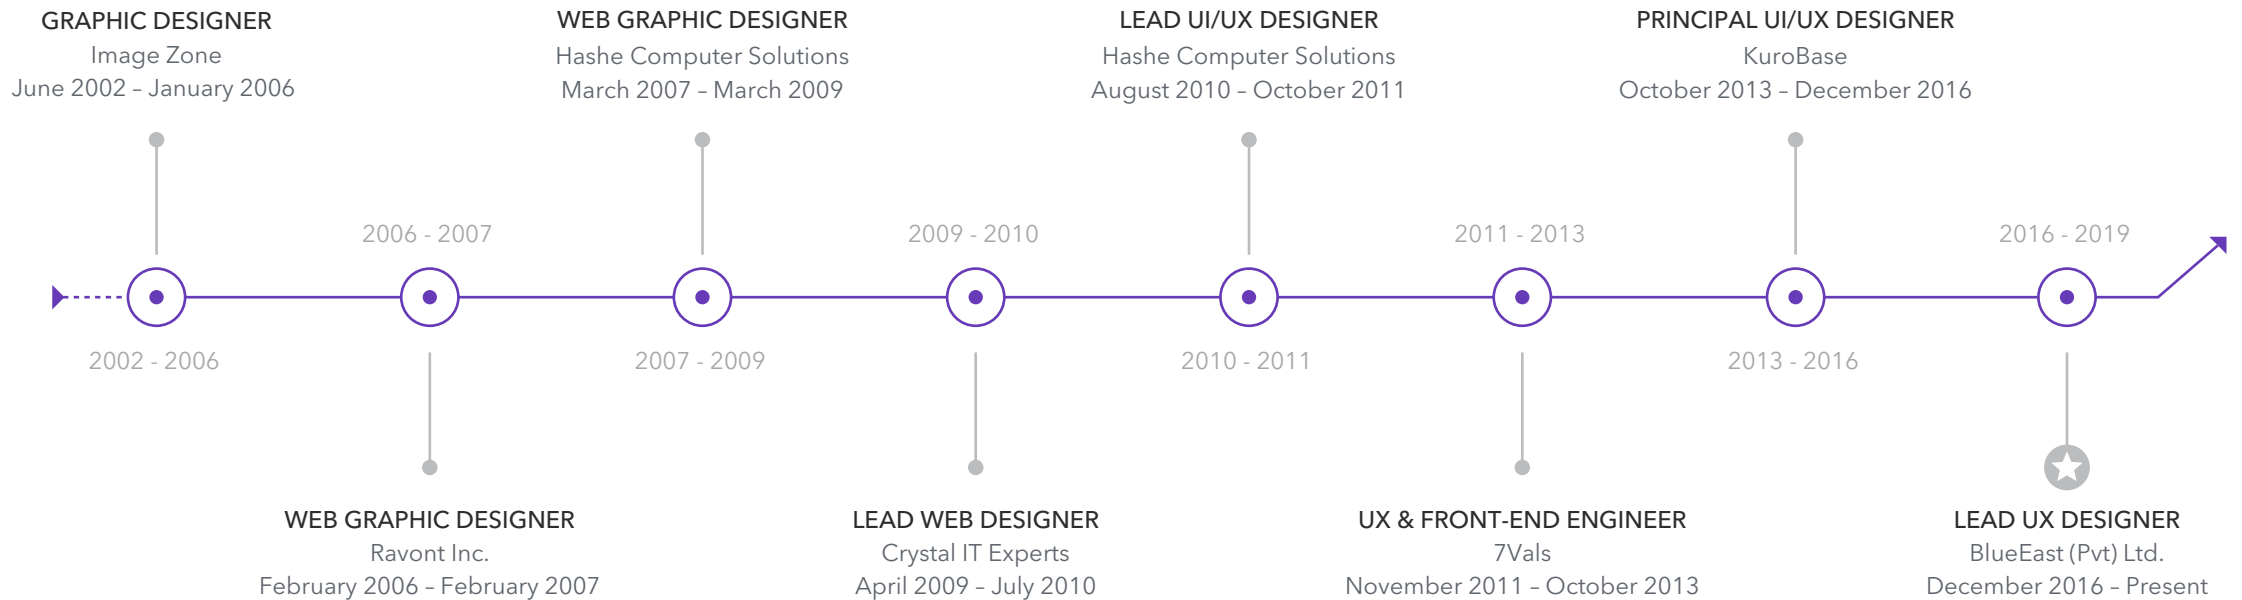 GRAPHIC DESIGNER
Image Zone
June 2002 – January 2006
WEB GRAPHIC DESIGNER
Hashe Computer Solutions
March 2007 – March 2009
LEAD UI/UX DESIGNER
Hashe Computer Solutions
August 2010 – October 2011
PRINCIPAL UI/UX DESIGNER
KuroBase
October 2013 – December 2016
2006 - 2007
2009 - 2010
2011 - 2013
2016 - 2019
2002 - 2006
2007 - 2009
2010 - 2011
2013 - 2016
WEB GRAPHIC DESIGNER
Ravont Inc.
February 2006 – February 2007
LEAD WEB DESIGNER
Crystal IT Experts
April 2009 – July 2010
UX & FRONT-END ENGINEER
7Vals
November 2011 – October 2013
LEAD UX DESIGNER
BlueEast (Pvt) Ltd.
December 2016 – Present